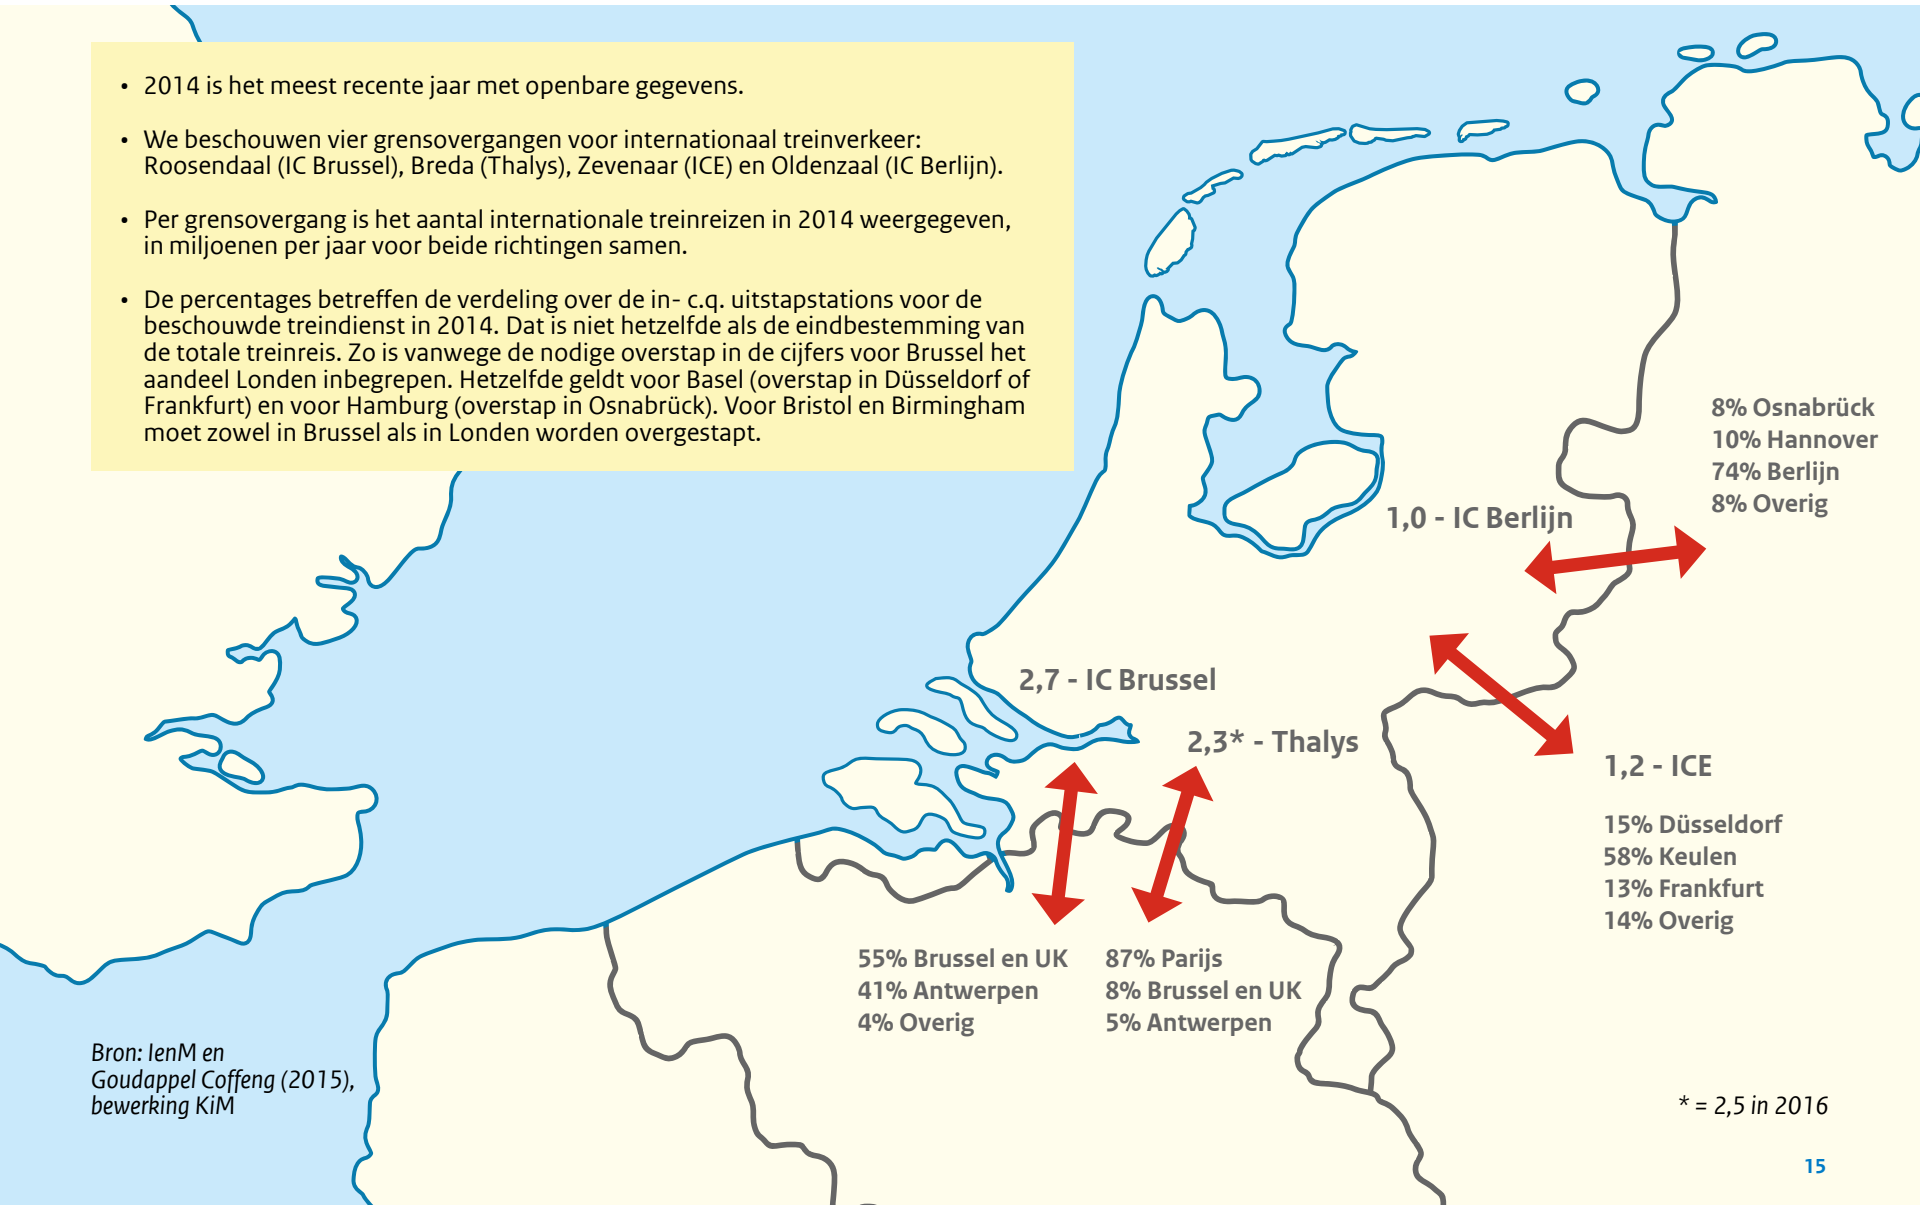 • 2014 is het meest recente jaar met openbare gegevens.
• We beschouwen vier grensovergangen voor internationaal treinverkeer:
Roosendaal (IC Brussel), Breda (Thalys), Zevenaar (ICE) en Oldenzaal (IC Berlijn).
• Per grensovergang is het aantal internationale treinreizen in 2014 weergegeven,
in miljoenen per jaar voor beide richtingen samen.
• De percentages betreffen de verdeling over de in- c.q. uitstapstations voor de
beschouwde treindienst in 2014. Dat is niet hetzelfde als de eindbestemming van
de totale treinreis. Zo is vanwege de nodige overstap in de cijfers voor Brussel het
aandeel Londen inbegrepen. Hetzelfde geldt voor Basel (overstap in Düsseldorf of
Frankfurt) en voor Hamburg (overstap in Osnabrück). Voor Bristol en Birmingham
moet zowel in Brussel als in Londen worden overgestapt.
8% Osnabrück
10% Hannover
74% Berlijn
8% Overig
1,0 - IC Berlijn
2,7 - IC Brussel
2,3* - Thalys
1,2 - ICE
15% Düsseldorf
58% Keulen
13% Frankfurt
14% Overig
55% Brussel en UK
41% Antwerpen
4% Overig
87% Parijs
8% Brussel en UK
5% Antwerpen
Bron: IenM en
Goudappel Coffeng (2015),
bewerking KiM
* = 2,5 in 2016
15